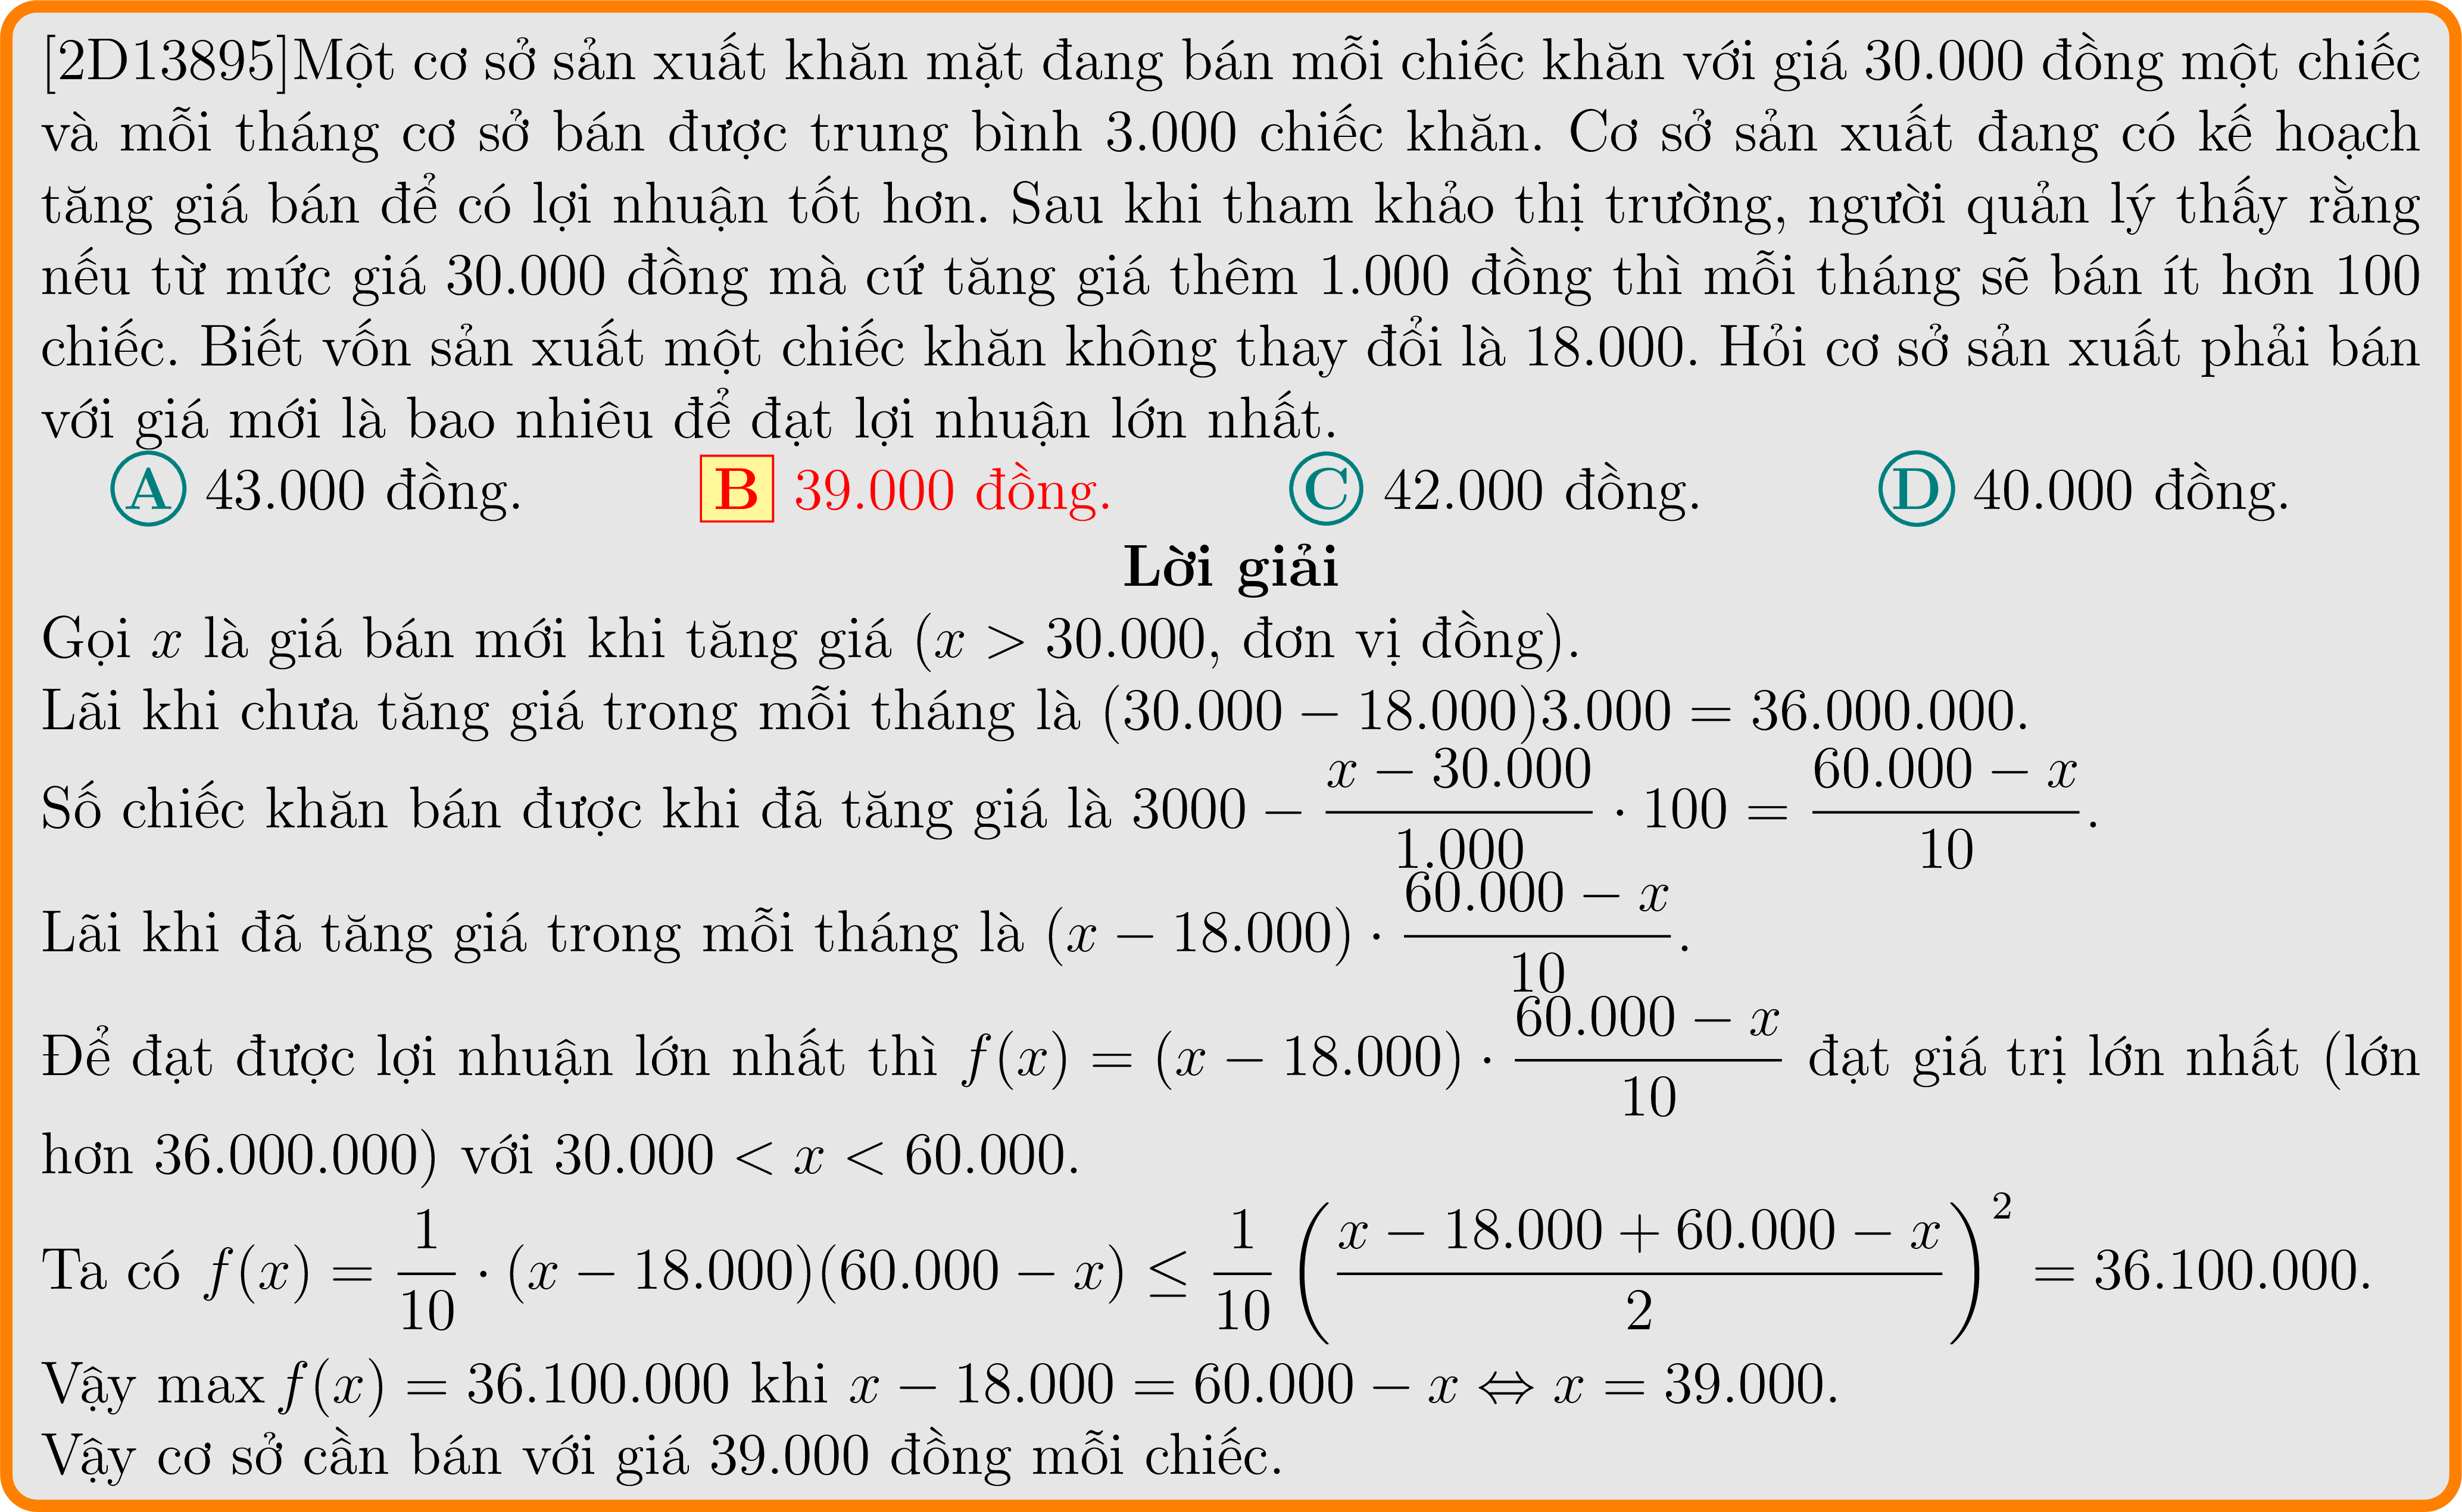 [2D13895]Một cơ sở sản xuất khăn mặt đang bán mỗi chiếc khăn với giá 30.000 đồng một chiếc
và mỗi tháng cơ sở bán được trung bình 3.000 chiếc khăn. Cơ sở sản xuất đang có kế hoạch
tăng giá bán để có lợi nhuận tốt hơn. Sau khi tham khảo thị trường, người quản lý thấy rằng
nếu từ mức giá 30.000 đồng mà cứ tăng giá thêm 1.000 đồng thì mỗi tháng sẽ bán ít hơn 100
chiếc. Biết vốn sản xuất một chiếc khăn không thay đổi là 18.000. Hỏi cơ sở sản xuất phải bán
với giá mới là bao nhiêu để đạt lợi nhuận lớn nhất.
A 43.000 đồng. B 39.000 đồng. C 42.000 đồng. D 40.000 đồng.
Lời giải
Gọi x là giá bán mới khi tăng giá (x > 30.000, đơn vị đồng).
Lãi khi chưa tăng giá trong mỗi tháng là (30.000 − 18.000)3.000 = 36.000.000.
Số chiếc khăn bán được khi đã tăng giá là 3000 − \frac{x − 30.000}{1.000} · 100 = \frac{60.000 − x}{10}.
Lãi khi đã tăng giá trong mỗi tháng là (x − 18.000) · \frac{60.000 − x}{10}.
Để đạt được lợi nhuận lớn nhất thì f(x) = (x − 18.000) · \frac{60.000 − x}{10} đạt giá trị lớn nhất (lớn
hơn 36.000.000) với 30.000 < x < 60.000.
Ta có f(x) = \frac{1}{10} · (x − 18.000)(60.000 − x) ≤ \frac{1}{10} \left(\frac{x − 18.000 + 60.000 − x}{2}\right)^2 = 36.100.000.
Vậy max f(x) = 36.100.000 khi x − 18.000 = 60.000 − x ⇔ x = 39.000.
Vậy cơ sở cần bán với giá 39.000 đồng mỗi chiếc.